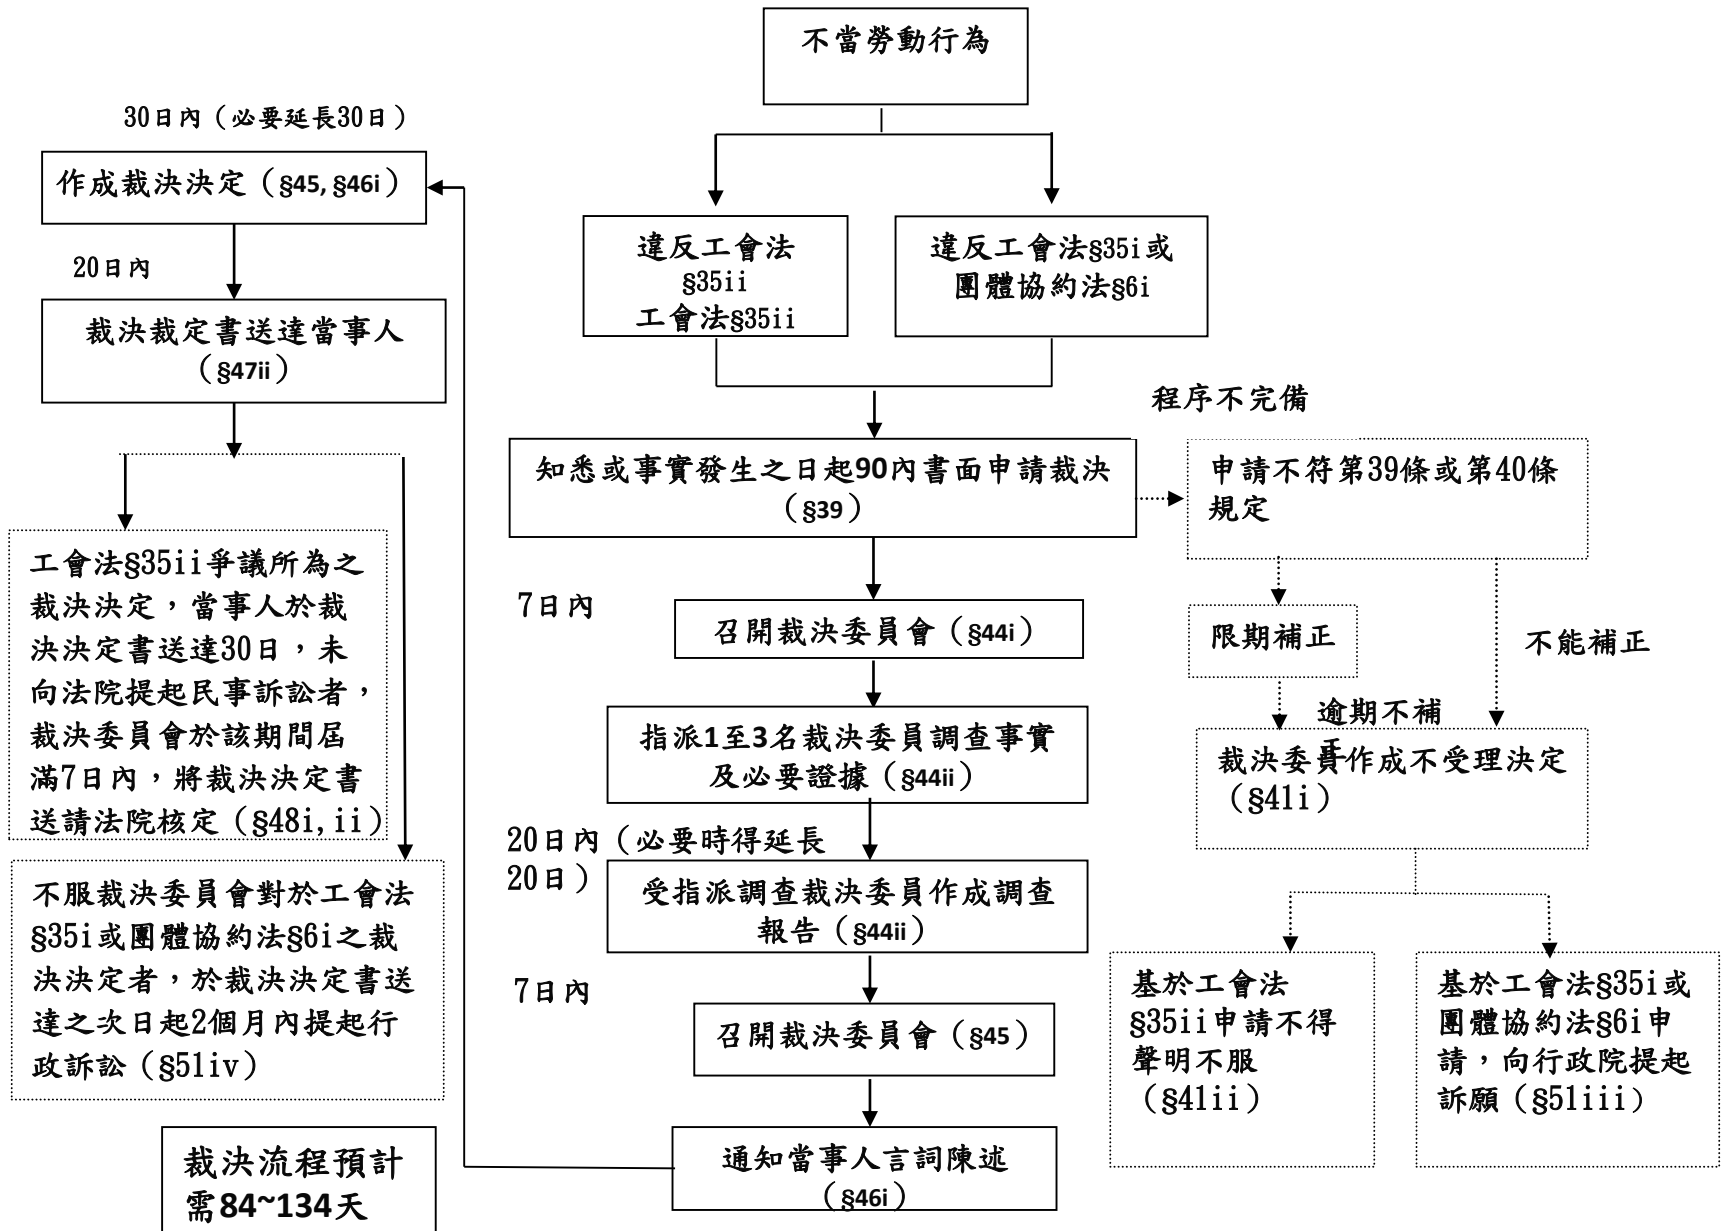 不當勞動行為
30日內（必要延長30日）
作成裁決決定（§45, §46i）
20日內
裁決裁定書送達當事人
（§47ii）
違反工會法
§35ii
工會法§35ii
違反工會法§35i或
團體協約法§6i
程序不完備
知悉或事實發生之日起90內書面申請裁決
（§39）
申請不符第39條或第40條
規定
7日內
召開裁決委員會（§44i）
限期補正
不能補正
逾期不補
正
指派1至3名裁決委員調查事實
及必要證據（§44ii）
裁決委員作成不受理決定
（§41i）
20日內（必要時得延長
20日）
受指派調查裁決委員作成調查
報告（§44ii）
7日內
召開裁決委員會（§45）
通知當事人言詞陳述
（§46i）
工會法§35ii爭議所為之
裁決決定，當事人於裁
決決定書送達30日，未
向法院提起民事訴訟者，
裁決委員會於該期間屆
滿7日內，將裁決決定書
送請法院核定（§48i,ii）
不服裁決委員會對於工會法
§35i或團體協約法§6i之裁
決決定者，於裁決決定書送
達之次日起2個月內提起行
政訴訟（§51iv）
基於工會法
§35ii申請不得
聲明不服
（§41ii）
基於工會法§35i或
團體協約法§6i申
請，向行政院提起
訴願（§51iii）
裁決流程預計
需84~134天